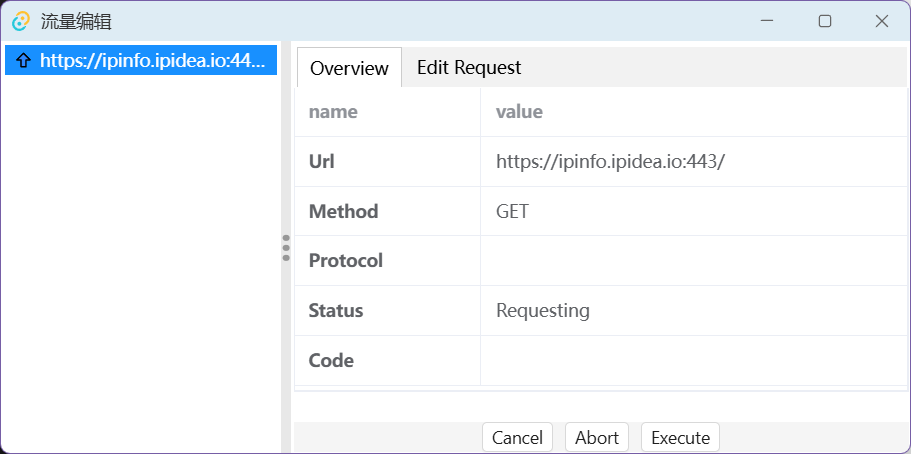 流量编辑
https://ipinfo.ipidea.io:44...
Overview
Edit Request
name value
Url https://ipinfo.ipidea.io:443/
Method GET
Protocol
Status Requesting
Code
Cancel Abort Execute